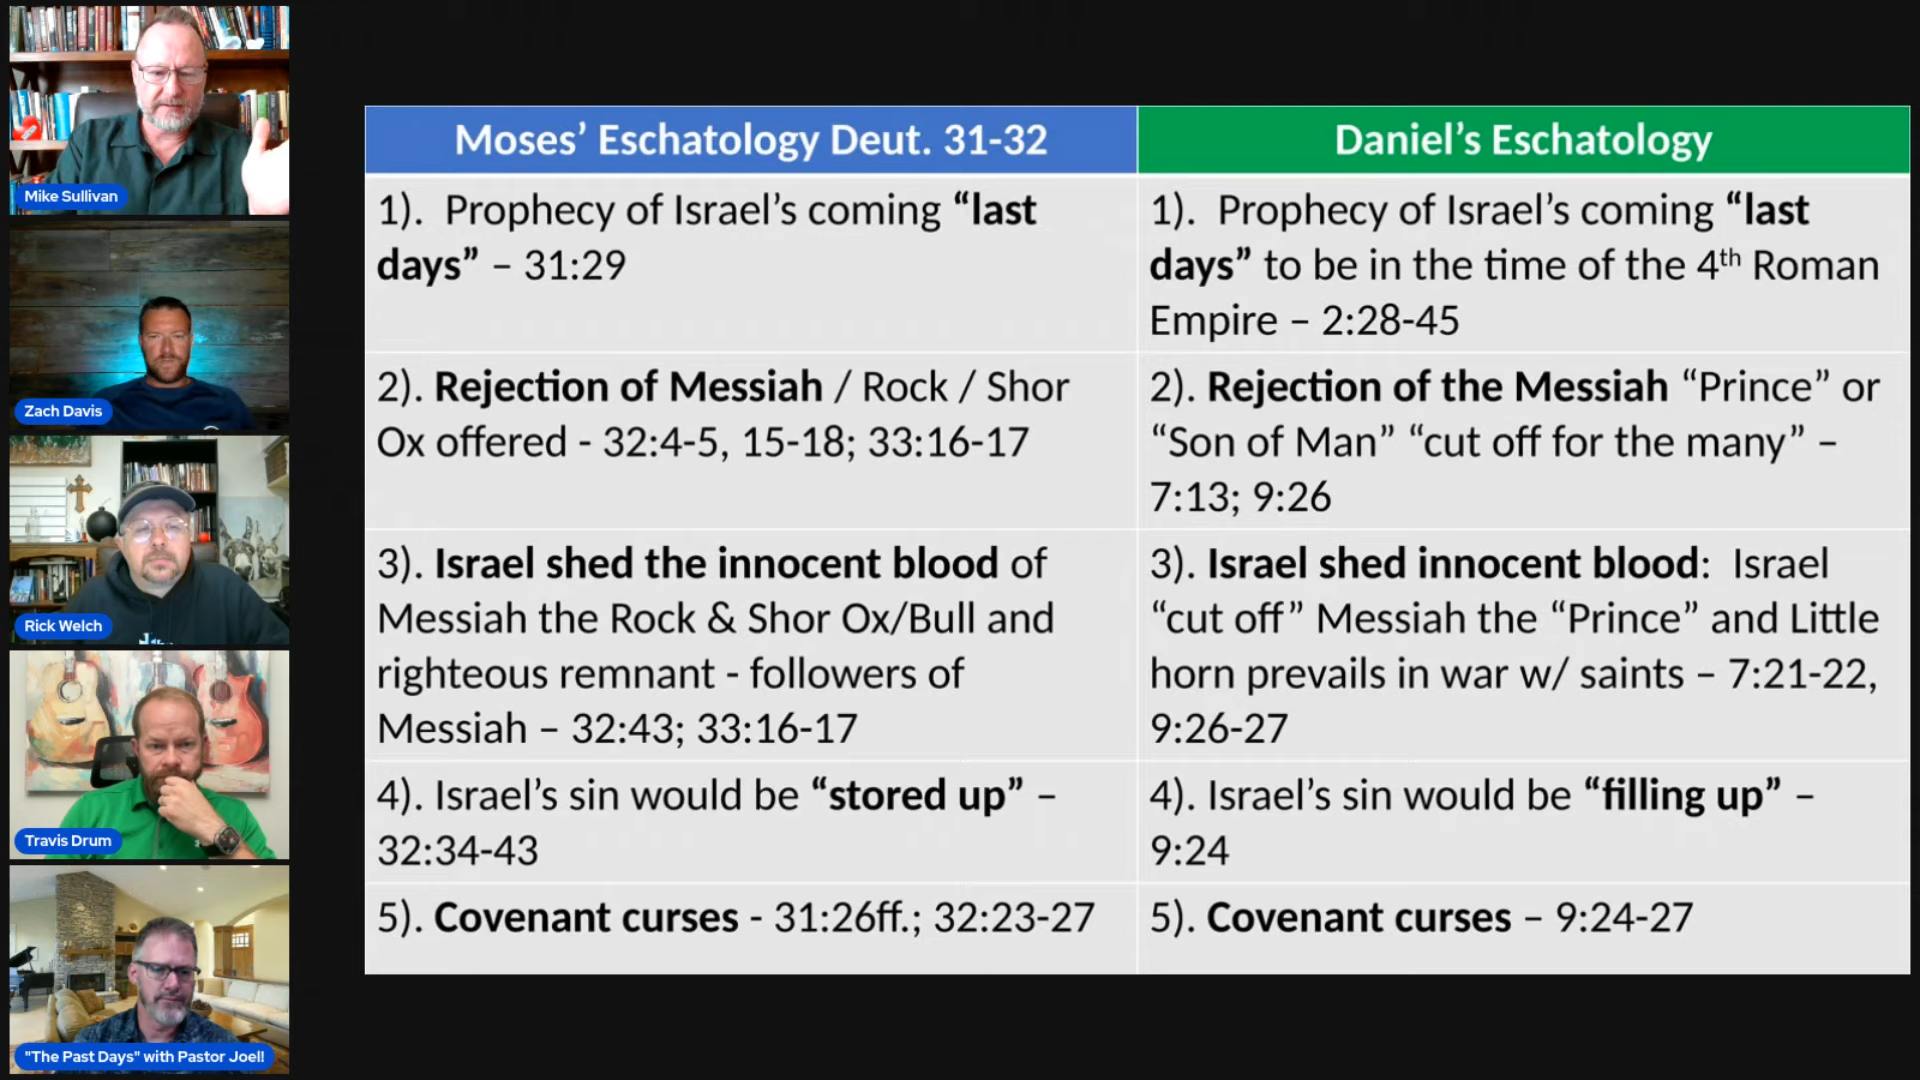 Mike Sullivan
Zach Davis
Rick Welch
Travis Drum
"The Past Days" with Pastor Joel!
Moses’ Eschatology Deut. 31-32
1). Prophecy of Israel’s coming “last
days” – 31:29
2). Rejection of Messiah / Rock / Shor
Ox offered - 32:4-5, 15-18; 33:16-17
3). Israel shed the innocent blood of
Messiah the Rock & Shor Ox/Bull and
righteous remnant - followers of
Messiah – 32:43; 33:16-17
4). Israel’s sin would be “stored up” –
32:34-43
5). Covenant curses - 31:26ff.; 32:23-27
Daniel’s Eschatology
1). Prophecy of Israel’s coming “last
days” to be in the time of the 4th Roman
Empire – 2:28-45
2). Rejection of the Messiah “Prince” or
“Son of Man” “cut off for the many” –
7:13; 9:26
3). Israel shed innocent blood: Israel
“cut off” Messiah the “Prince” and Little
horn prevails in war w/ saints – 7:21-22,
9:26-27
4). Israel’s sin would be “filling up” –
9:24
5). Covenant curses – 9:24-27